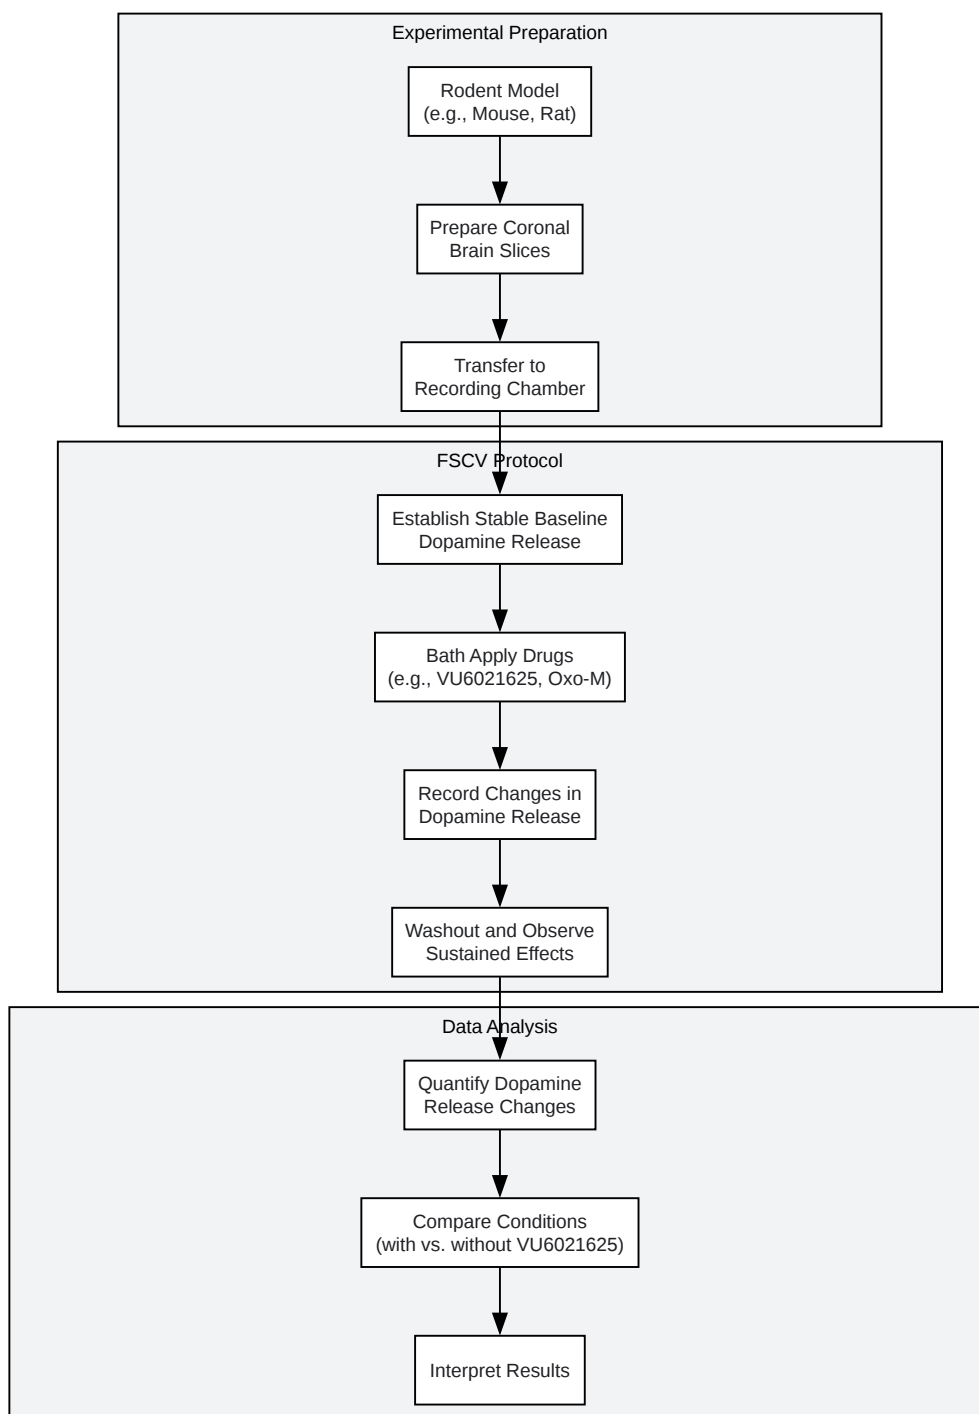 Experimental Preparation
Rodent Model
(e.g., Mouse, Rat)
Prepare Coronal
Brain Slices
Transfer to
Recording Chamber
FSCV Protocol
Establish Stable Baseline
Dopamine Release
Bath Apply Drugs
(e.g., VU6021625, Oxo-M)
Record Changes in
Dopamine Release
Washout and Observe
Sustained Effects
Data Analysis
Quantify Dopamine
Release Changes
Compare Conditions
(with vs. without VU6021625)
Interpret Results